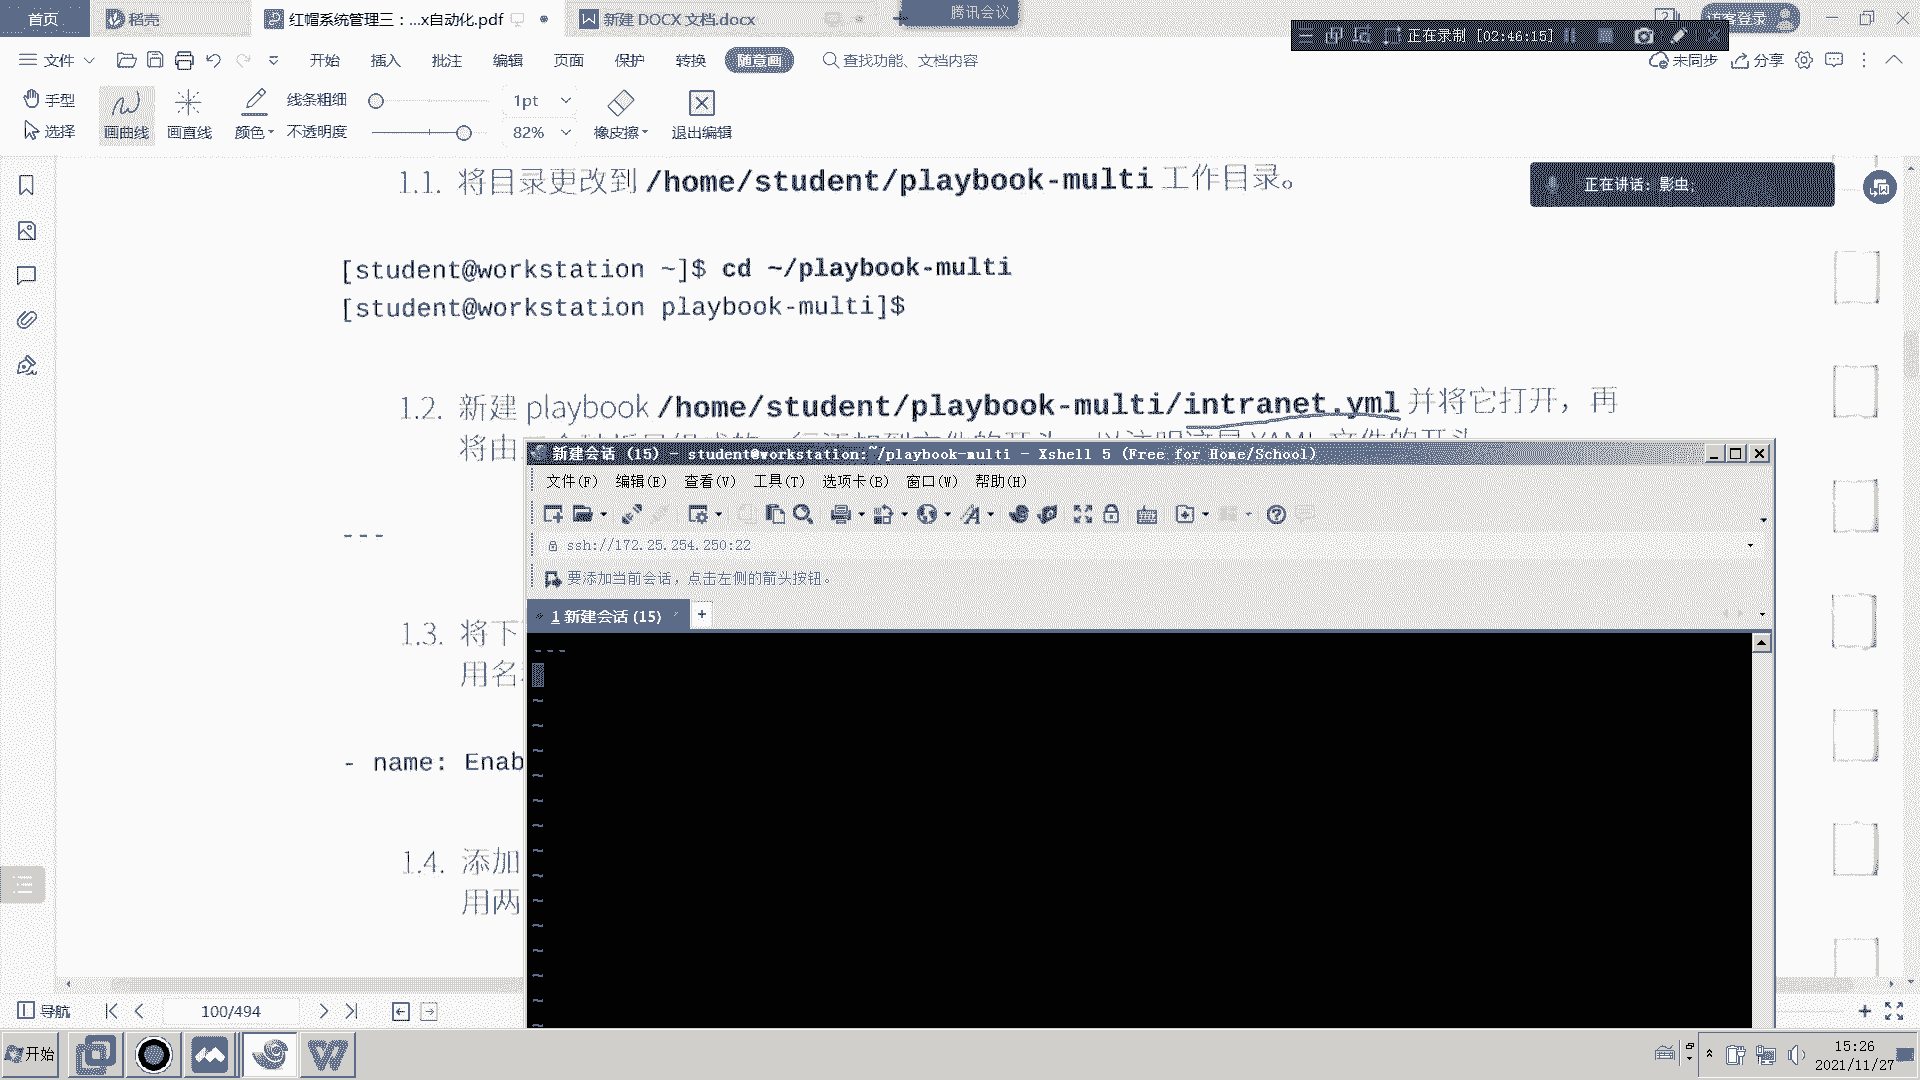 首页
稻壳
红帽系统管理三：...x自动化.pdf
新建 DOCX 文档.docx
腾讯会议
访客登录
正在录制 [02:46:15]
文件
开始
插入
批注
编辑
页面
保护
转换
随意画
查找功能、文档内容
未同步
分享
手型
选择
画曲线
画直线
颜色
线条粗细
不透明度
1pt
82%
橡皮擦
退出编辑
1.1. 将目录更改到 /home/student/playbook-multi 工作目录。
正在讲话: 影虫;
[student@workstation ~]$ cd ~/playbook-multi
[student@workstation playbook-multi]$
1.2. 新建 playbook /home/student/playbook-multi/intranet.yml 并将它打开，再
将由
---
1.3. 将下
用名
- name: Enab
1.4. 添加
用两
新建会话 (15) - student@workstation:~/playbook-multi - Xshell 5 (Free for Home/School)
文件(F) 编辑(E) 查看(V) 工具(T) 选项卡(B) 窗口(W) 帮助(H)
ssh://172.25.254.250:22
要添加当前会话，点击左侧的箭头按钮。
1 新建会话 (15)
---
~
~
~
~
~
~
~
~
~
~
~
~
~
~
导航
100/494
开始
15:26
2021/11/27